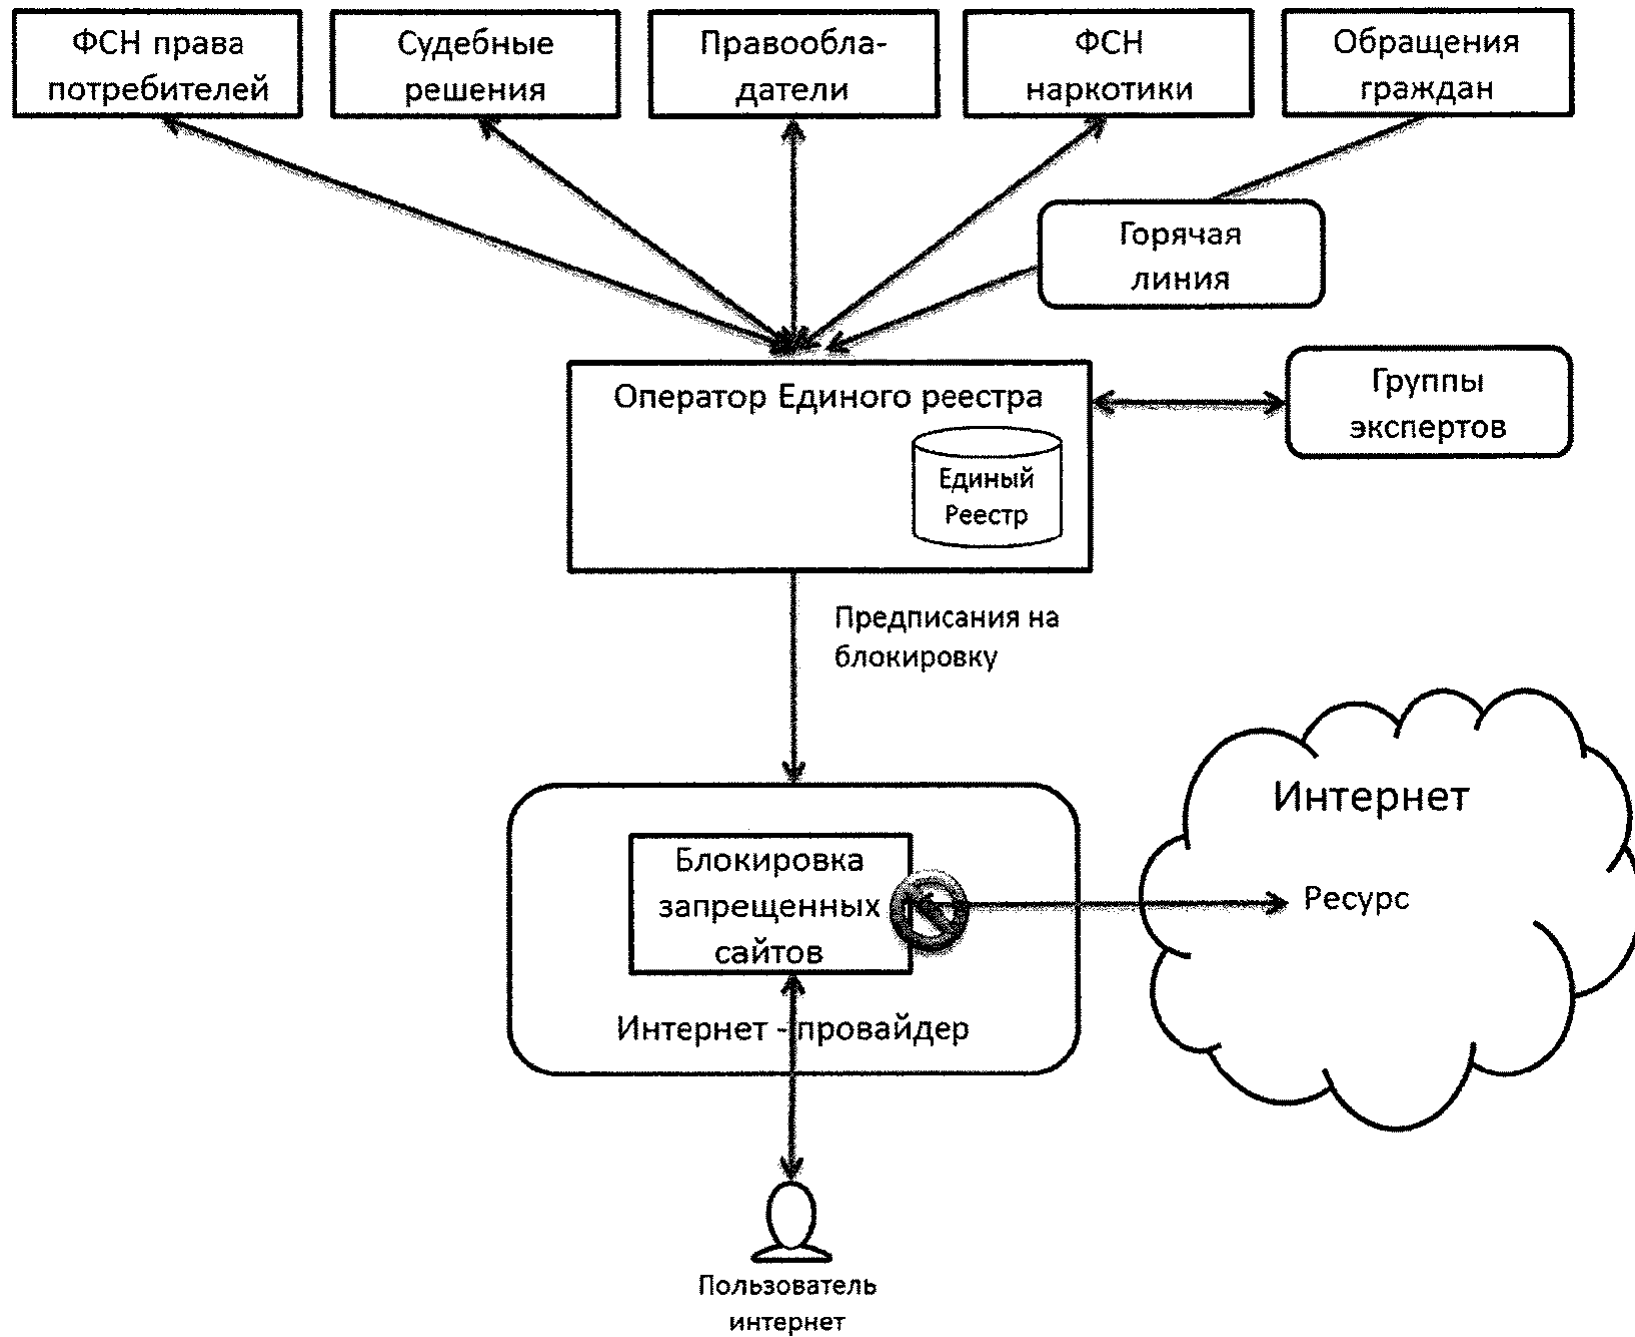 ФСН права
потребителей
Судебные
решения
Правообла-
датели
ФСН
наркотики
Обращения
граждан
Горячая
линия
Оператор Единого реестра
Группы
экспертов
Единый
Реестр
Предписания на
блокировку
Интернет
Блокировка
запрещенных
сайтов
Ресурс
Интернет - провайдер
Пользователь
интернет